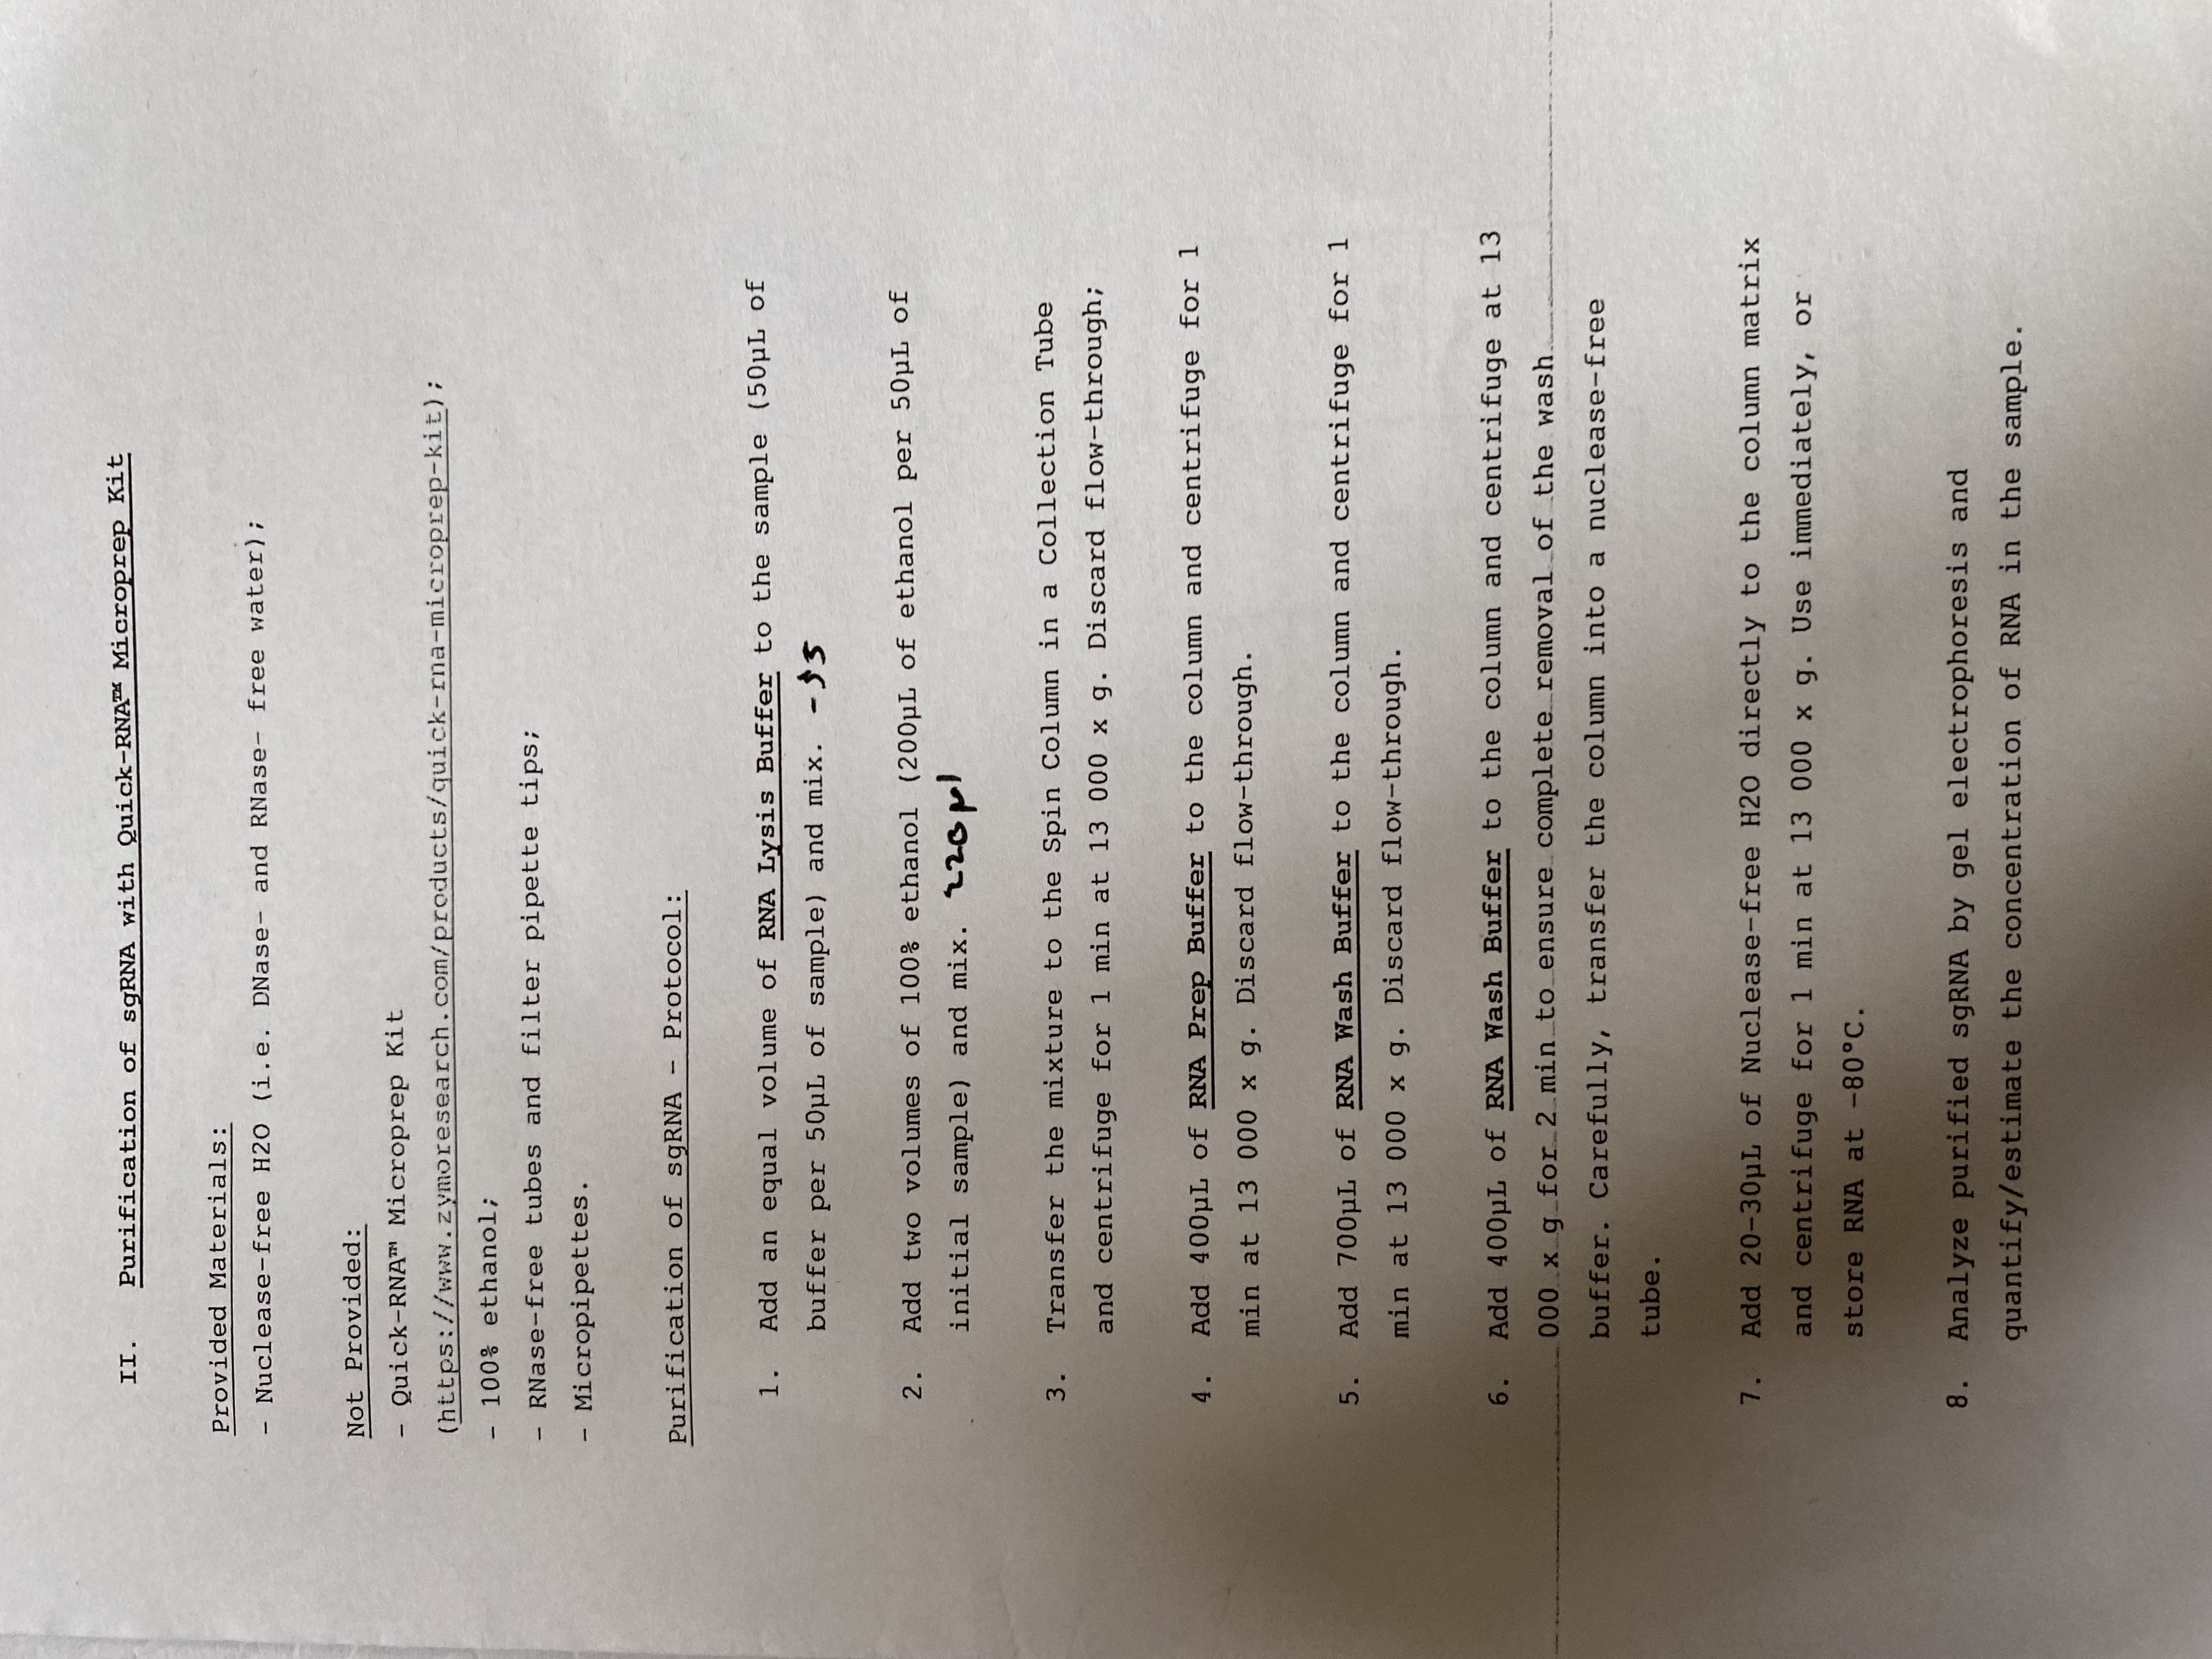 II. Purification of sgRNA with Quick-RNA™ Microprep Kit
Provided Materials:
- Nuclease-free H2O (i.e. DNase- and RNase- free water);
Not Provided:
- Quick-RNA™ Microprep Kit
(https://www.zymoresearch.com/products/quick-rna-microprep-kit);
- 100% ethanol;
- RNase-free tubes and filter pipette tips;
- Micropipettes.
Purification of sgRNA - Protocol:
1. Add an equal volume of RNA Lysis Buffer to the sample (50µL of
buffer per 50µL of sample) and mix. - 55
2. Add two volumes of 100% ethanol (200µL of ethanol per 50µL of
initial sample) and mix. 220 µl
3. Transfer the mixture to the Spin Column in a Collection Tube
and centrifuge for 1 min at 13 000 x g. Discard flow-through;
4. Add 400µL of RNA Prep Buffer to the column and centrifuge for 1
min at 13 000 x g. Discard flow-through.
5. Add 700µL of RNA Wash Buffer to the column and centrifuge for 1
min at 13 000 x g. Discard flow-through.
6. Add 400µL of RNA Wash Buffer to the column and centrifuge at 13
000 x g for 2 min to ensure complete removal of the wash
buffer. Carefully, transfer the column into a nuclease-free
tube.
7. Add 20-30µL of Nuclease-free H2O directly to the column matrix
and centrifuge for 1 min at 13 000 x g. Use immediately, or
store RNA at -80°C.
8. Analyze purified sgRNA by gel electrophoresis and
quantify/estimate the concentration of RNA in the sample.